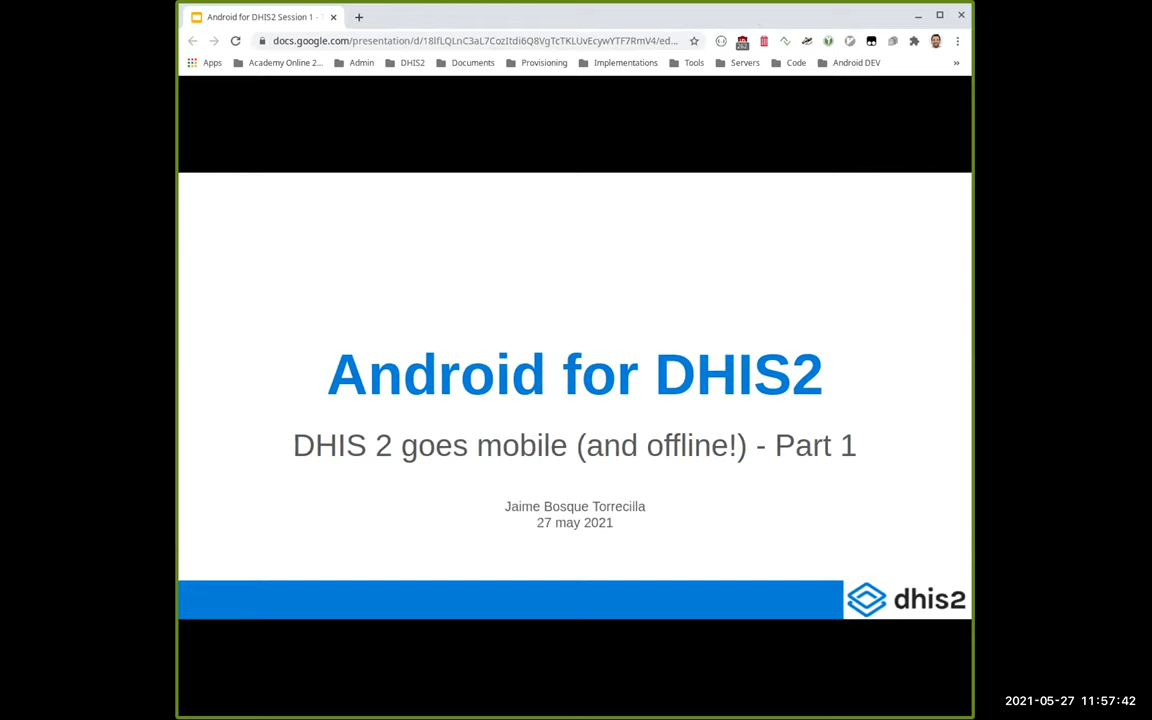 Android for DHIS2 Session 1 -
docs.google.com/presentation/d/18lfLQLnC3aL7CozItdi6Q8VgTcTKLUvEcywYTF7RmV4/ed...
262
Apps Academy Online 2... Admin DHIS2 Documents Provisioning Implementations Tools Servers Code Android DEV »
Android for DHIS2
DHIS 2 goes mobile (and offline!) - Part 1
Jaime Bosque Torrecilla
27 may 2021
dhis2
2021-05-27 11:57:42